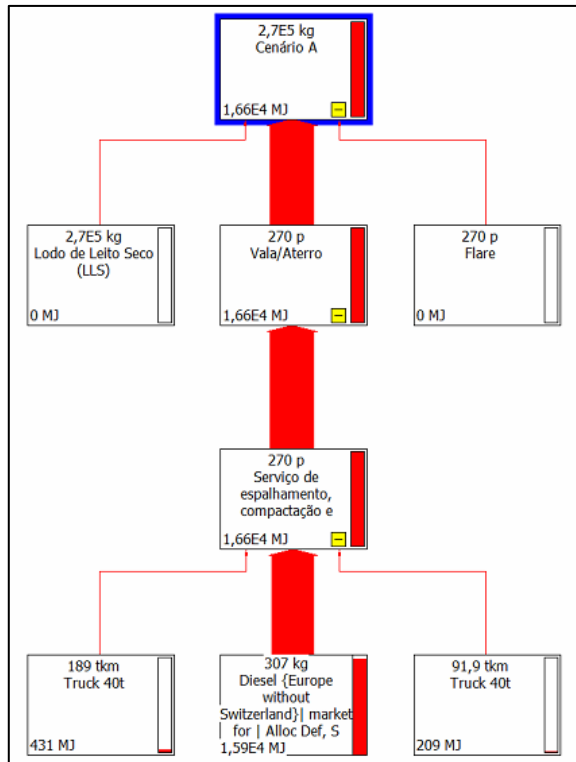 2,7E5 kg
Cenário A
1,66E4 MJ
2,7E5 kg
Lodo de Leito Seco
(LLS)
0 MJ
270 p
Vala/Aterro
1,66E4 MJ
270 p
Flare
0 MJ
270 p
Serviço de
espalhamento,
compactação e
1,66E4 MJ
189 tkm
Truck 40t
431 MJ
307 kg
Diesel {Europe
without
Switzerland}| market
for | Alloc Def, S
1,59E4 MJ
91,9 tkm
Truck 40t
209 MJ